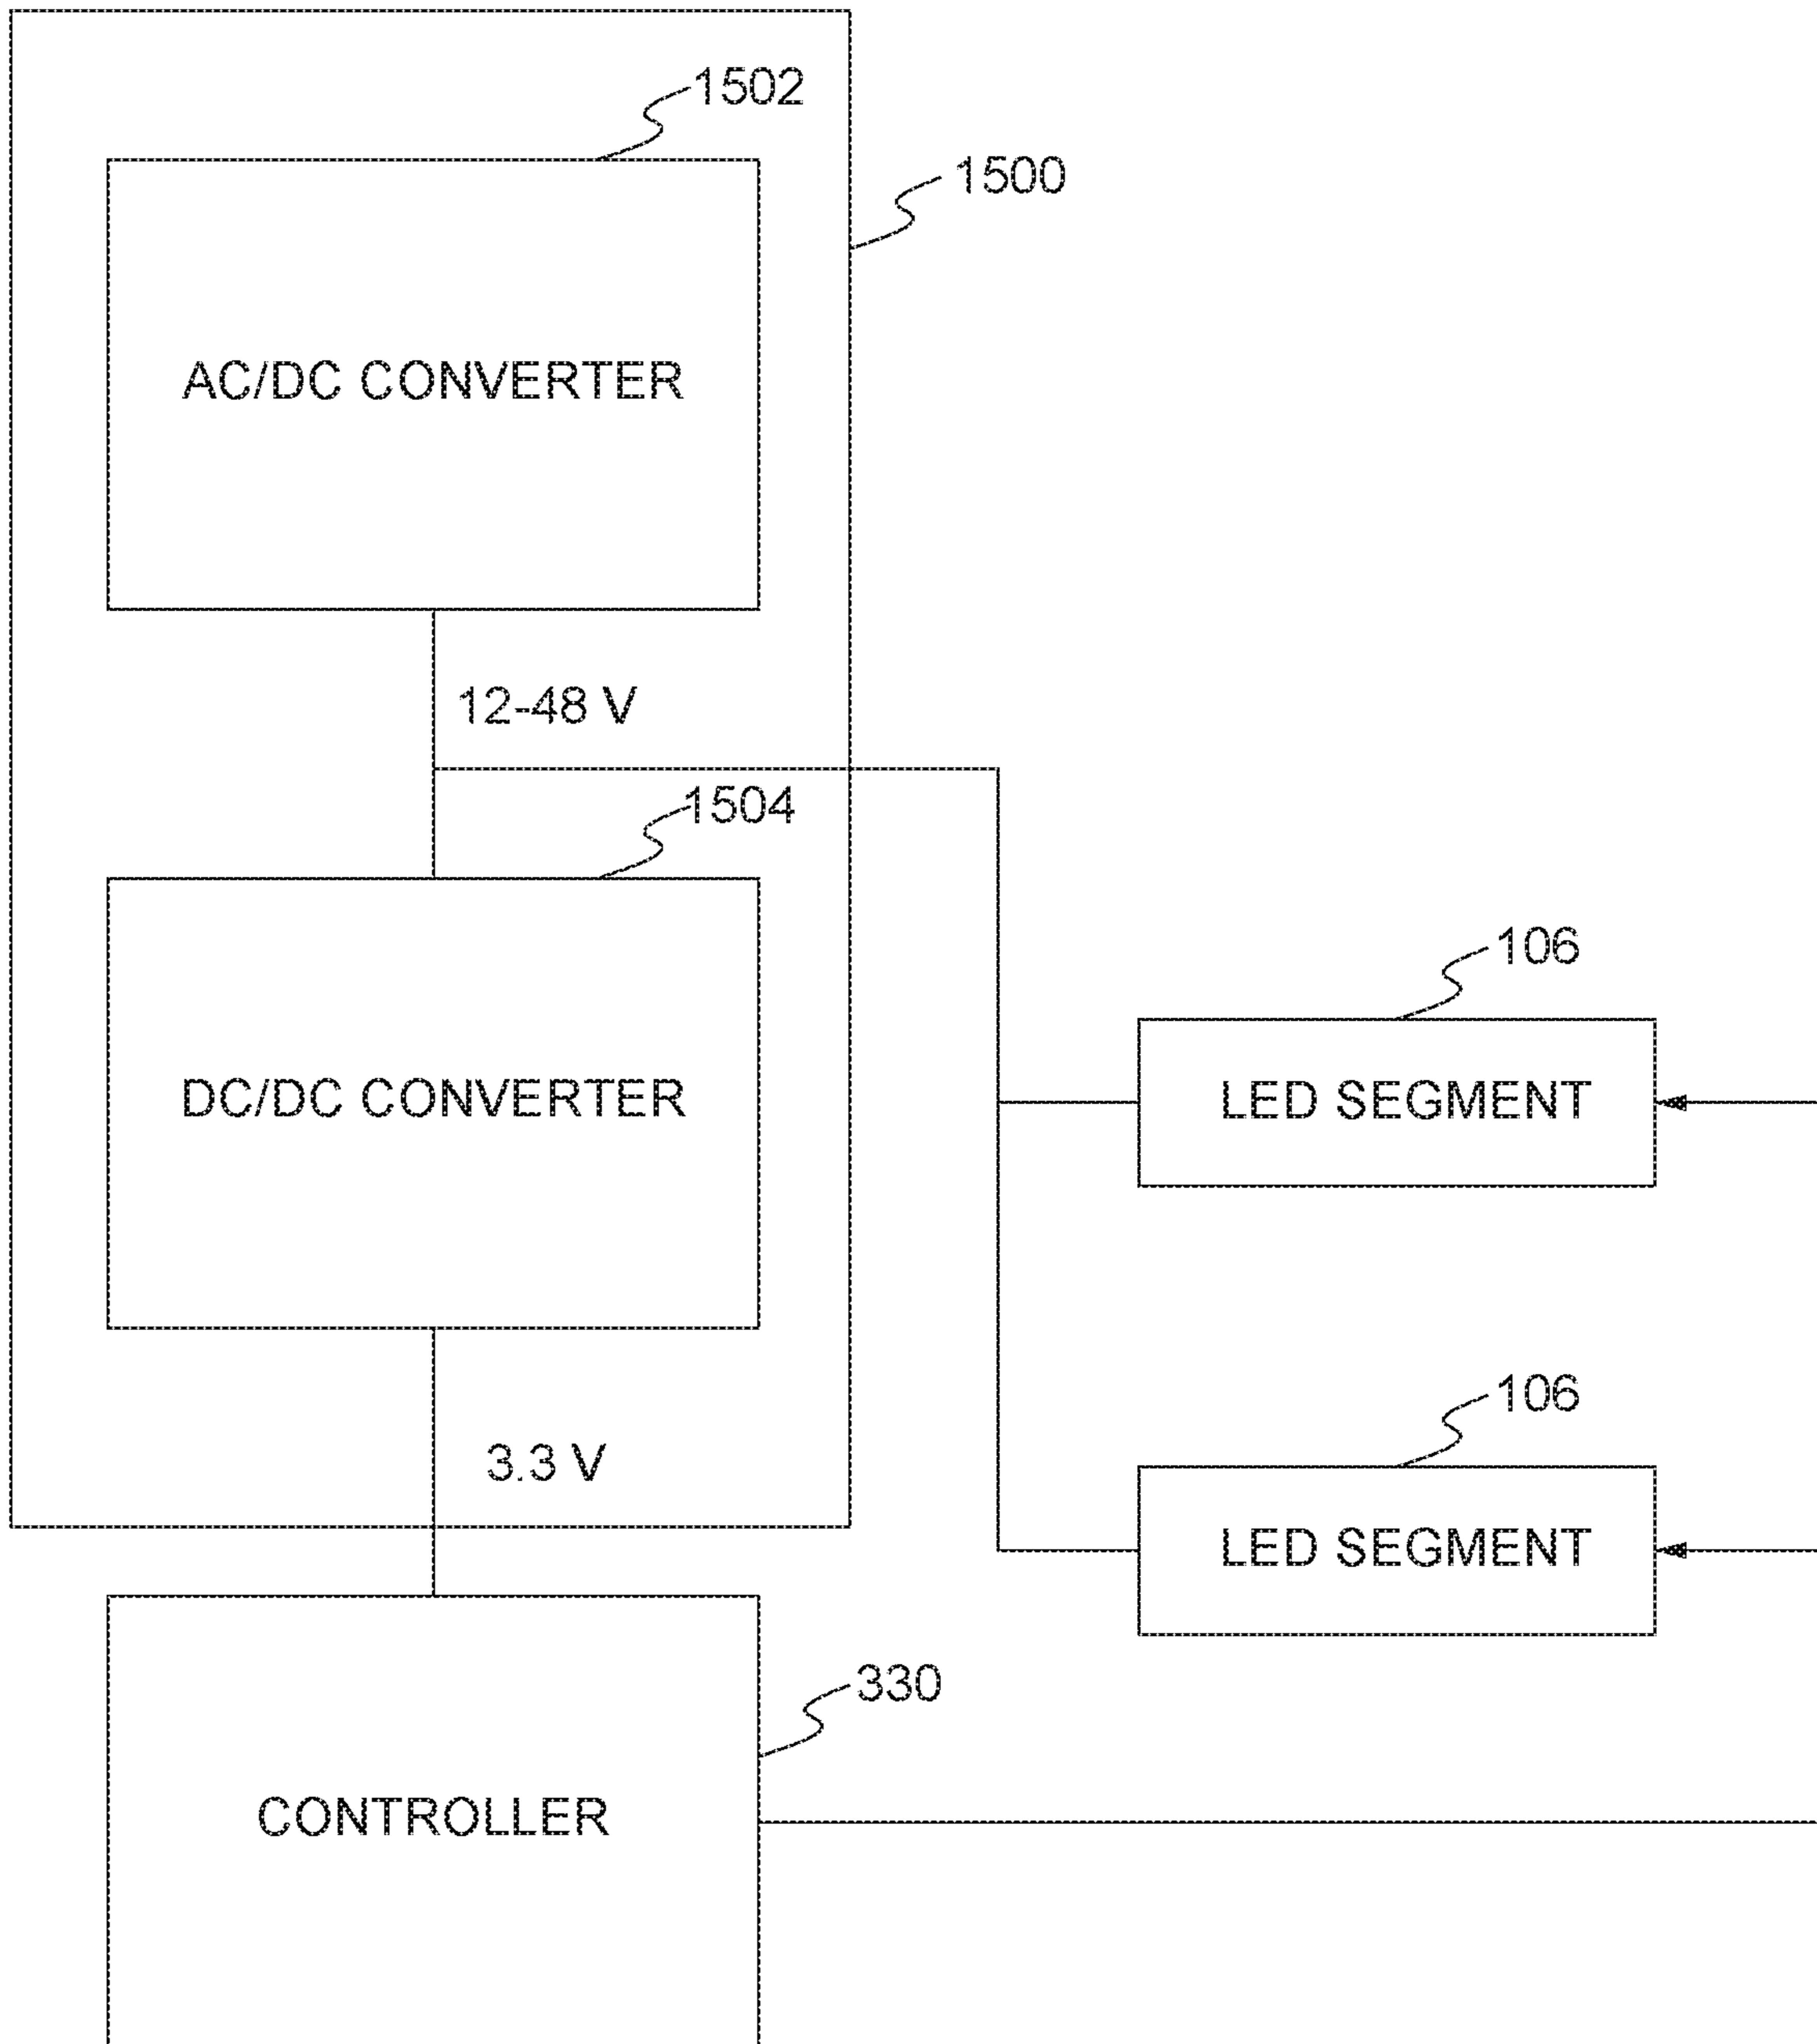 1502
1500
AC/DC CONVERTER
12-48 V
1504
106
DC/DC CONVERTER
LED SEGMENT
106
3.3 V
LED SEGMENT
330
CONTROLLER